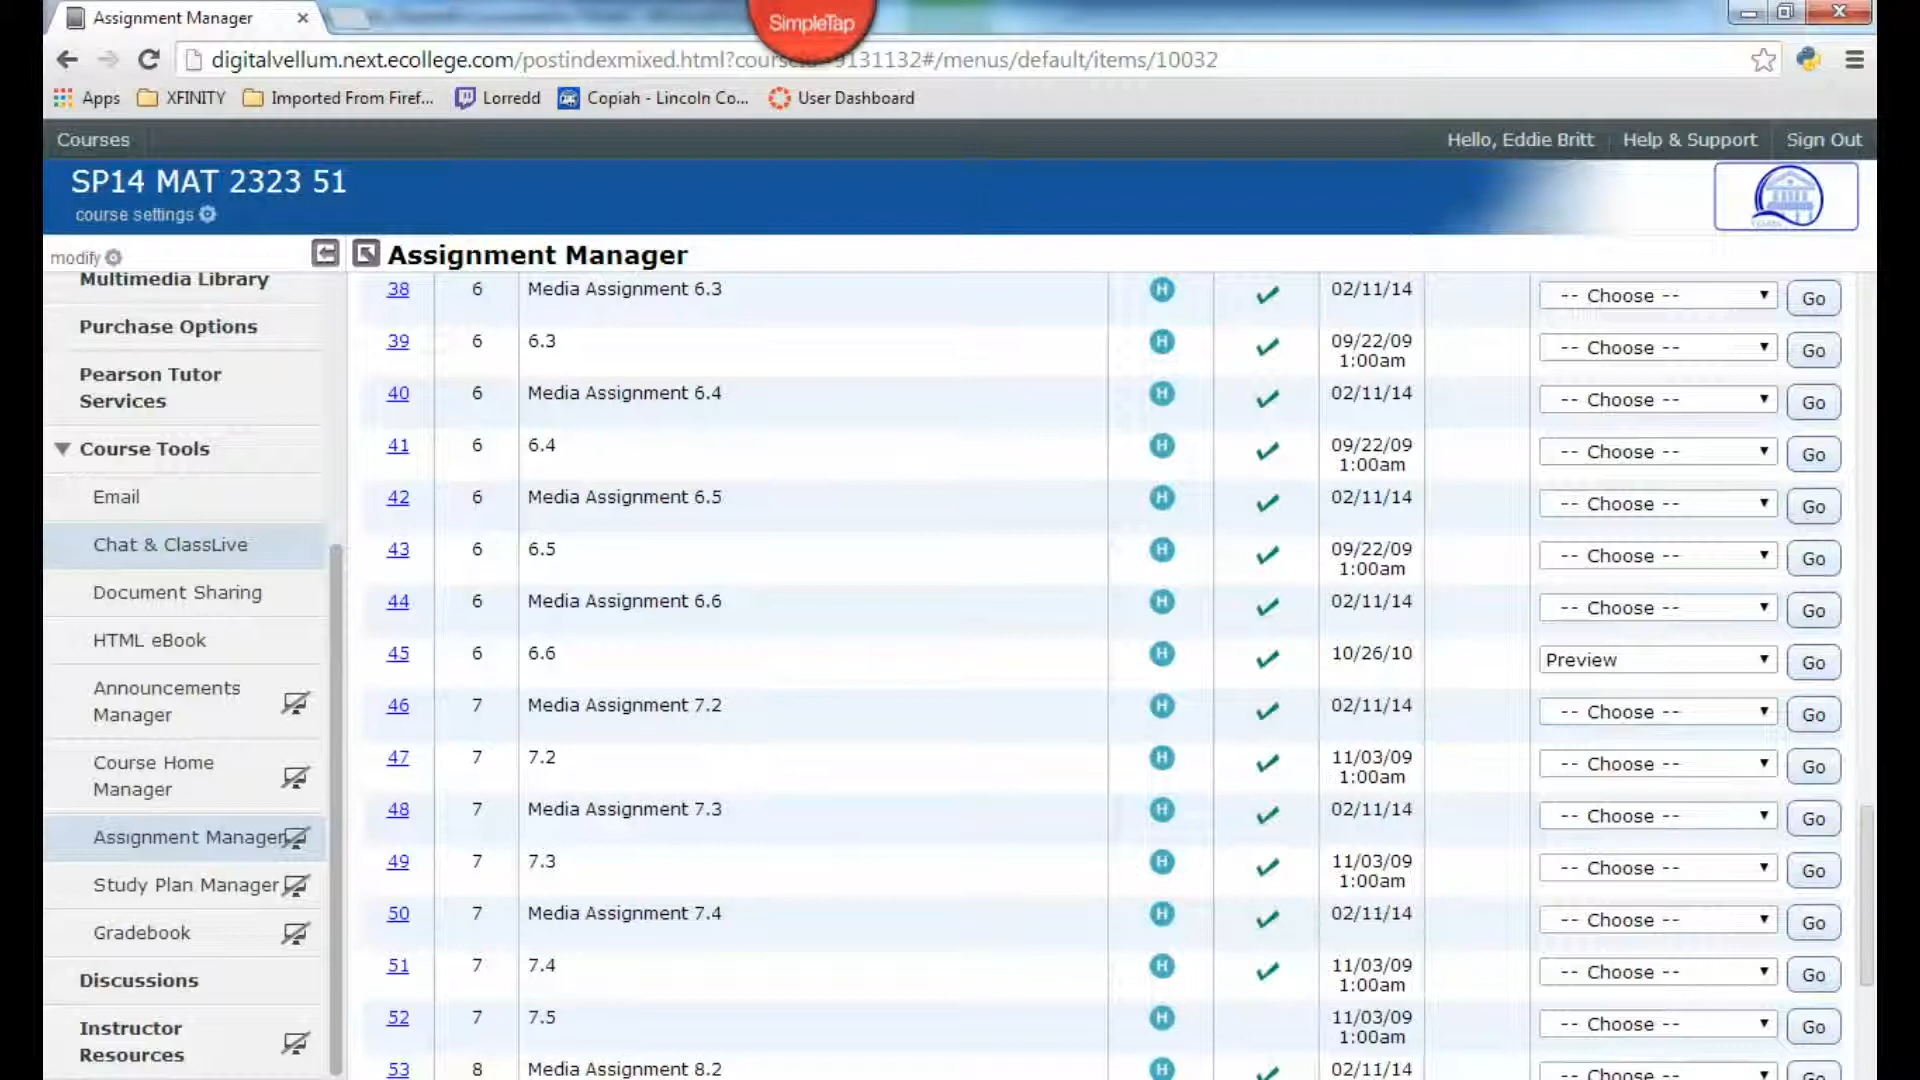 Assignment Manager
SimpleTap
digitalvellum.next.ecollege.com/postindexmixed.html?courseid=9131132#/menus/default/items/10032
Apps XFINITY Imported From Firef... Lorredd Copiah - Lincoln Co... User Dashboard
Courses Hello, Eddie Britt Help & Support Sign Out
SP14 MAT 2323 51
course settings
modify
Assignment Manager
Multimedia Library
Purchase Options
Pearson Tutor
Services
Course Tools
Email
Chat & ClassLive
Document Sharing
HTML eBook
Announcements
Manager
Course Home
Manager
Assignment Manager
Study Plan Manager
Gradebook
Discussions
Instructor
Resources
38 6 Media Assignment 6.3 H 02/11/14 -- Choose -- Go
39 6 6.3 H 09/22/09 -- Choose -- Go
1:00am
40 6 Media Assignment 6.4 H 02/11/14 -- Choose -- Go
41 6 6.4 H 09/22/09 -- Choose -- Go
1:00am
42 6 Media Assignment 6.5 H 02/11/14 -- Choose -- Go
43 6 6.5 H 09/22/09 -- Choose -- Go
1:00am
44 6 Media Assignment 6.6 H 02/11/14 -- Choose -- Go
45 6 6.6 H 10/26/10 Preview Go
46 7 Media Assignment 7.2 H 02/11/14 -- Choose -- Go
47 7 7.2 H 11/03/09 -- Choose -- Go
1:00am
48 7 Media Assignment 7.3 H 02/11/14 -- Choose -- Go
49 7 7.3 H 11/03/09 -- Choose -- Go
1:00am
50 7 Media Assignment 7.4 H 02/11/14 -- Choose -- Go
51 7 7.4 H 11/03/09 -- Choose -- Go
1:00am
52 7 7.5 H 11/03/09 -- Choose -- Go
1:00am
53 8 Media Assignment 8.2 H 02/11/14 -- Choose -- Go